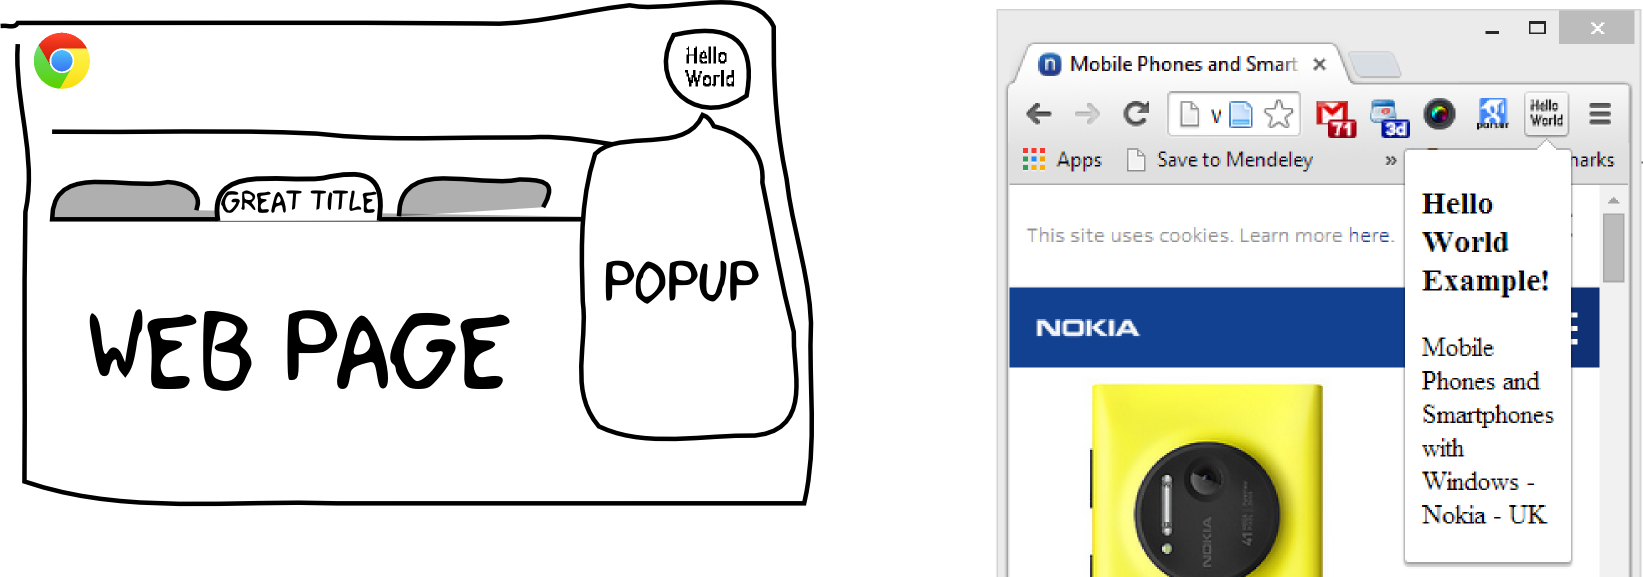 Hello
World
GREAT TITLE
WEB PAGE
POPUP
Mobile Phones and Smart
71
3d
Hello
World
Apps
Save to Mendeley
»
narks
This site uses cookies. Learn more here.
NOKIA
Hello
World
Example!
Mobile
Phones and
Smartphones
with
Windows -
Nokia - UK
NOKIA
41